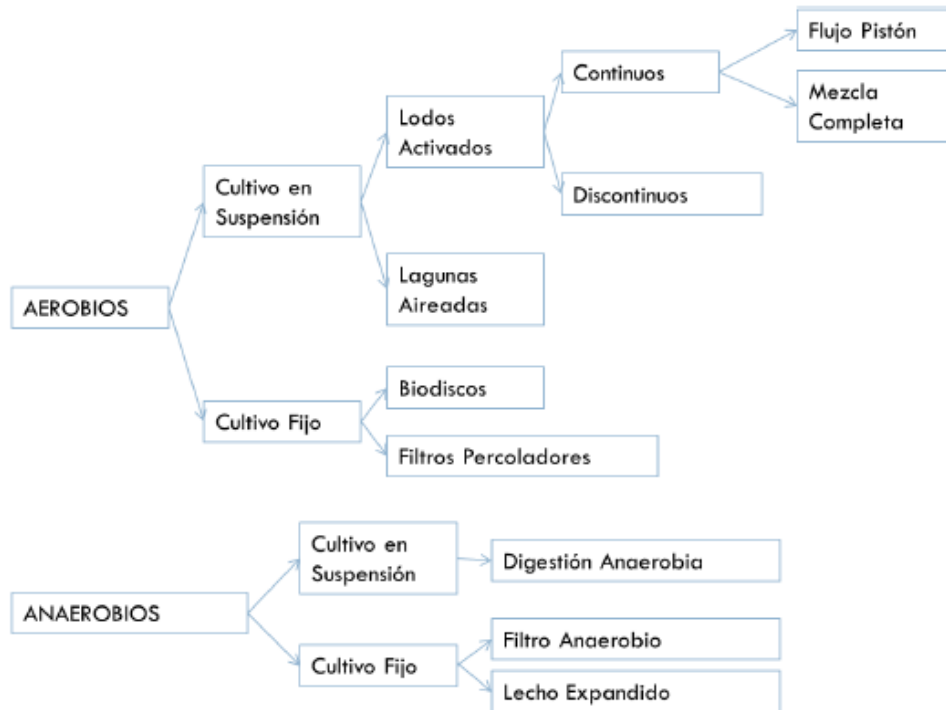 Flujo Pistón
Continuos
Mezcla
Completa
Lodos
Activados
Cultivo en
Suspensión
Discontinuos
Lagunas
Aireadas
AEROBIOS
Biodiscos
Cultivo Fijo
Filtros Percoladores
Cultivo en
Suspensión
Digestión Anaerobia
ANAEROBIOS
Filtro Anaerobio
Cultivo Fijo
Lecho Expandido